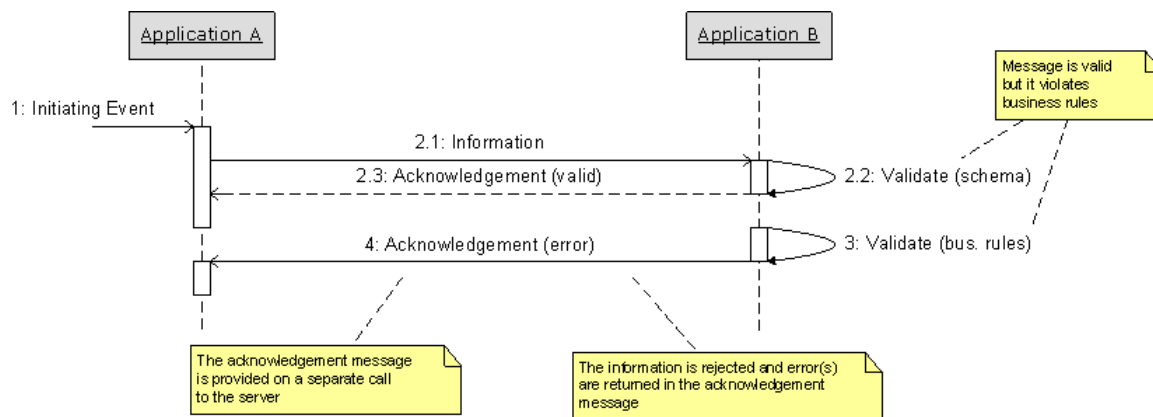 Application A
Application B
Message is valid
but it violates
business rules
1: Initiating Event
2.1: Information
2.3: Acknowledgement (valid)
2.2: Validate (schema)
4: Acknowledgement (error)
3: Validate (bus. rules)
The acknowledgement message
is provided on a separate call
to the server
The information is rejected and error(s)
are returned in the acknowledgement
message